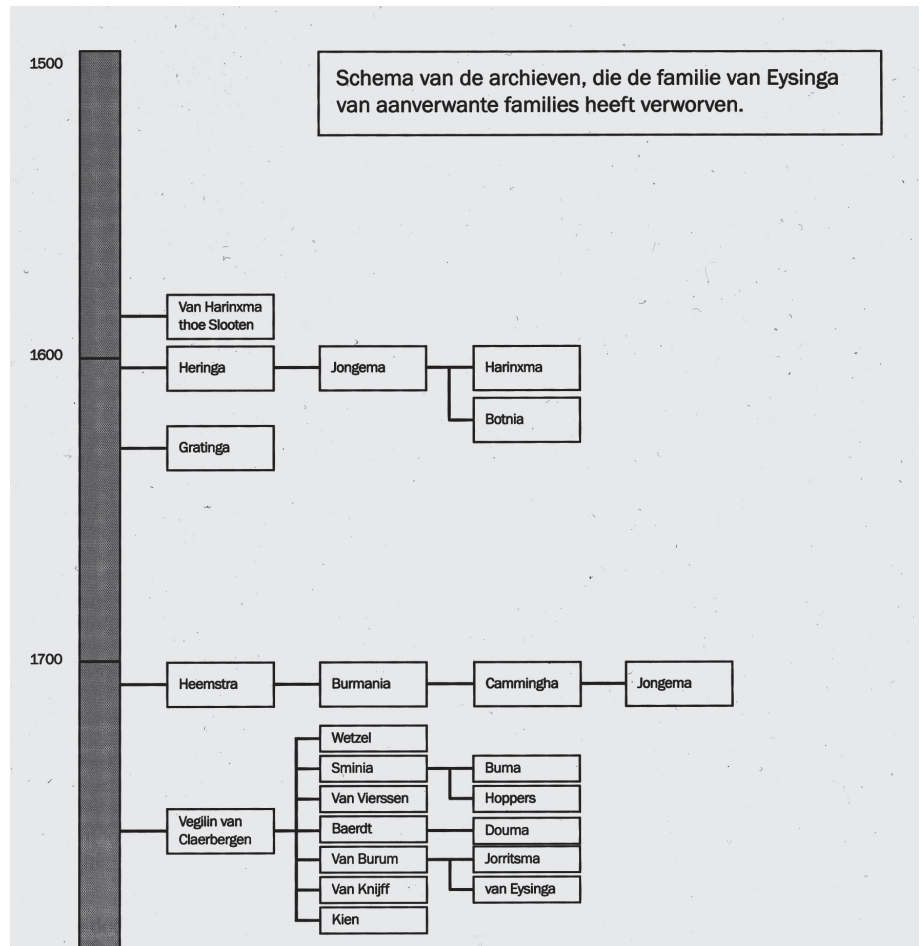 1500
Schema van de archieven, die de familie van Eysinga
van aanverwante families heeft verworven.
Van Harinxma
thoe Slooten
1600
Heringa
Jongema
Harinxma
Botnia
Gratinga
1700
Heemstra
Burmania
Cammingha
Jongema
Wetzel
Sminia
Buma
Van Vierssen
Hoppers
Vegilin van
Claerbergen
Baerdt
Douma
Van Burum
Jorritsma
Van Knijff
van Eysinga
Kien